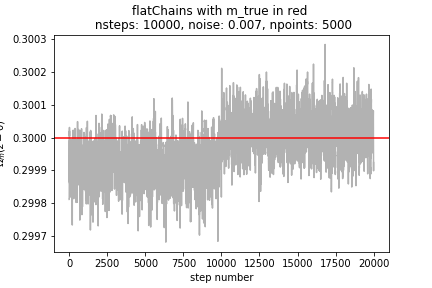 flatChains with m_true in red
nsteps: 10000, noise: 0.007, npoints: 5000
0.3003
0.3002
0.3001
0.3000
0.2999
0.2998
0.2997
0 2500 5000 7500 10000 12500 15000 17500 20000
step number